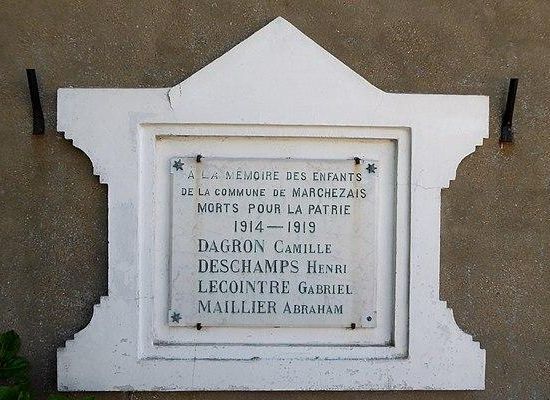 A LA MÉMOIRE DES ENFANTS
DE LA COMMUNE DE MARCHEZAIS
MORTS POUR LA PATRIE
1914 — 1919
DAGRON CAMILLE
DESCHAMPS HENRI
LECOINTRE GABRIEL
MAILLIER ABRAHAM